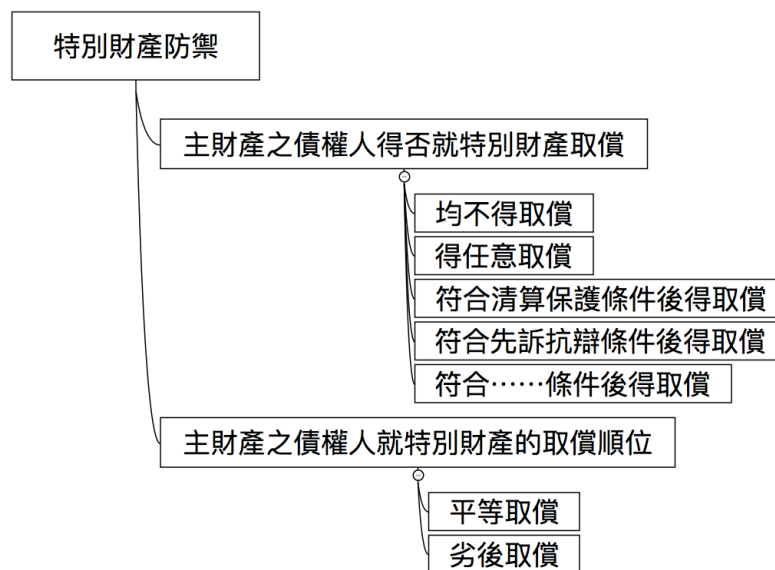 特別財產防禦
主財產之債權人得否就特別財產取償
均不得取償
得任意取償
符合清算保護條件後得取償
符合先訴抗辯條件後得取償
符合……條件後得取償
主財產之債權人就特別財產的取償順位
平等取償
劣後取償